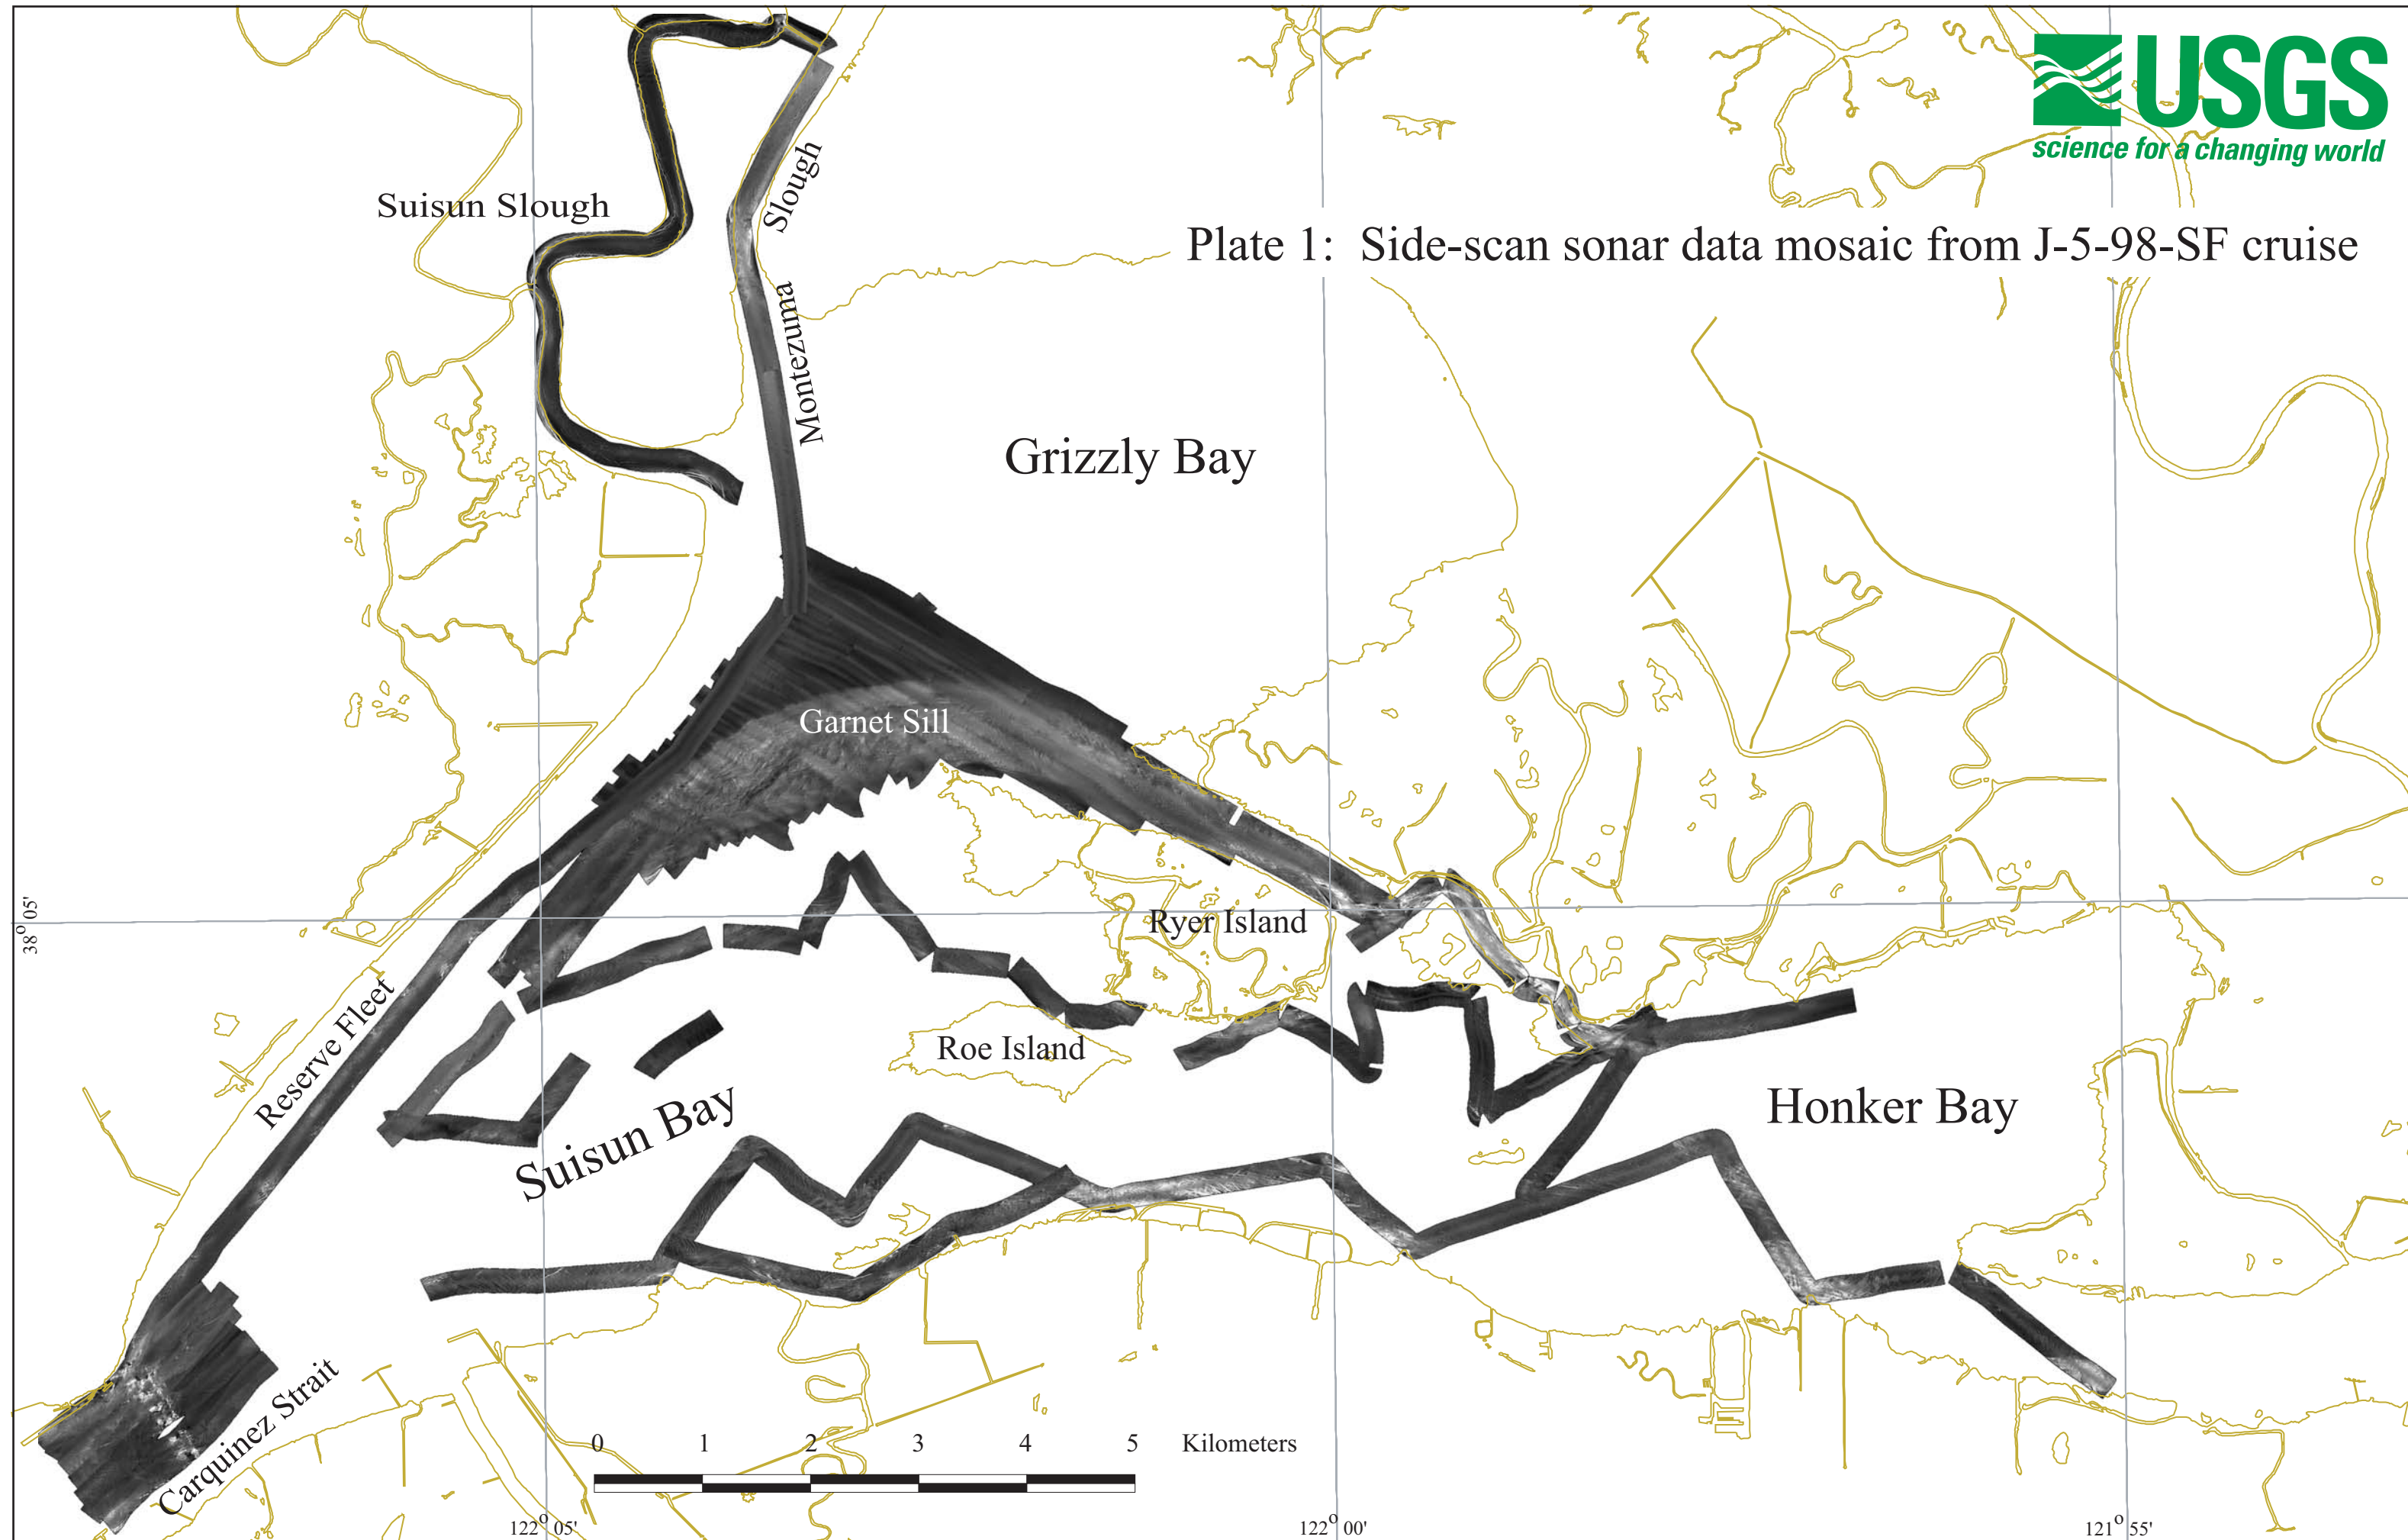 USGS
science for a changing world
Plate 1: Side-scan sonar data mosaic from J-5-98-SF cruise
Suisun Slough
Montezuma Slough
Grizzly Bay
Garnet Sill
38° 05'
Ryer Island
Reserve Fleet
Roe Island
Suisun Bay
Honker Bay
Carquinez Strait
0 1 2 3 4 5 Kilometers
122° 05' 122° 00' 121° 55'